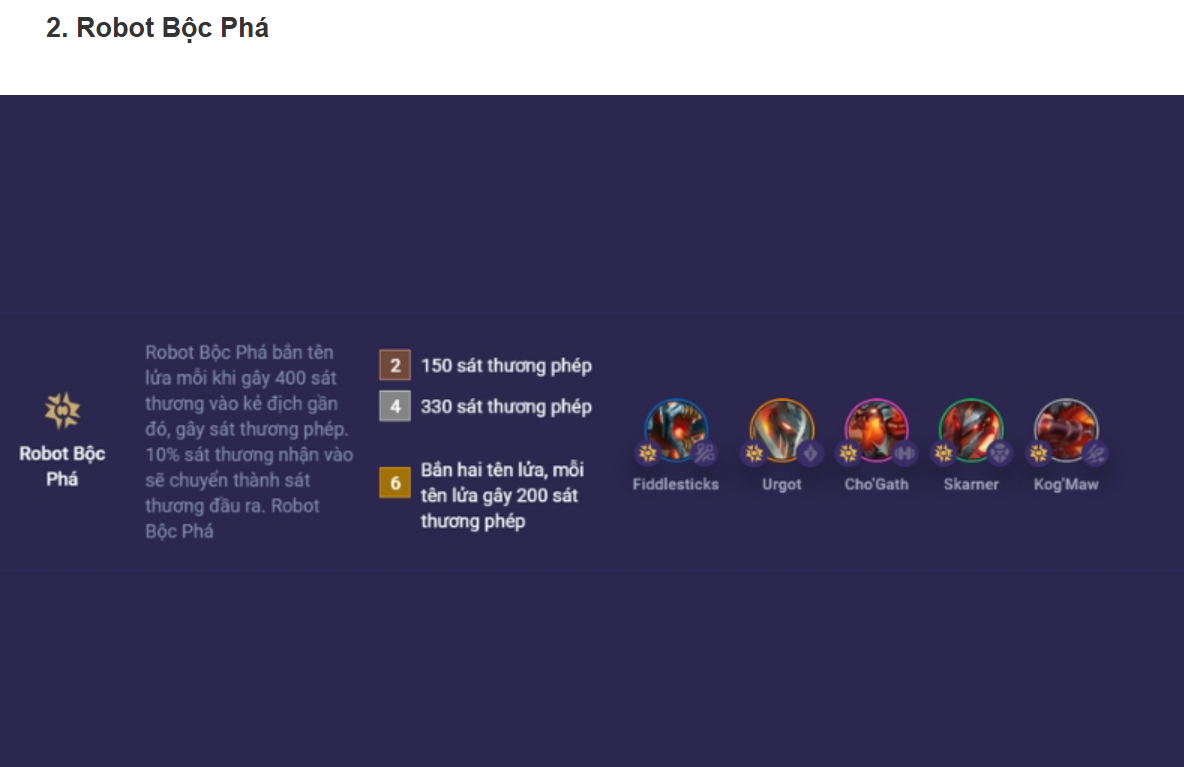 2. Robot Bộc Phá
Robot Bộc
Phá
Robot Bộc Phá bắn tên
lửa mỗi khi gây 400 sát
thương vào kẻ địch gần
đó, gây sát thương phép.
10% sát thương nhận vào
sẽ chuyển thành sát
thương đầu ra. Robot
Bộc Phá
2 150 sát thương phép
4 330 sát thương phép
6 Bắn hai tên lửa, mỗi
tên lửa gây 200 sát
thương phép
Fiddlesticks
Urgot
Cho'Gath
Skarner
Kog'Maw